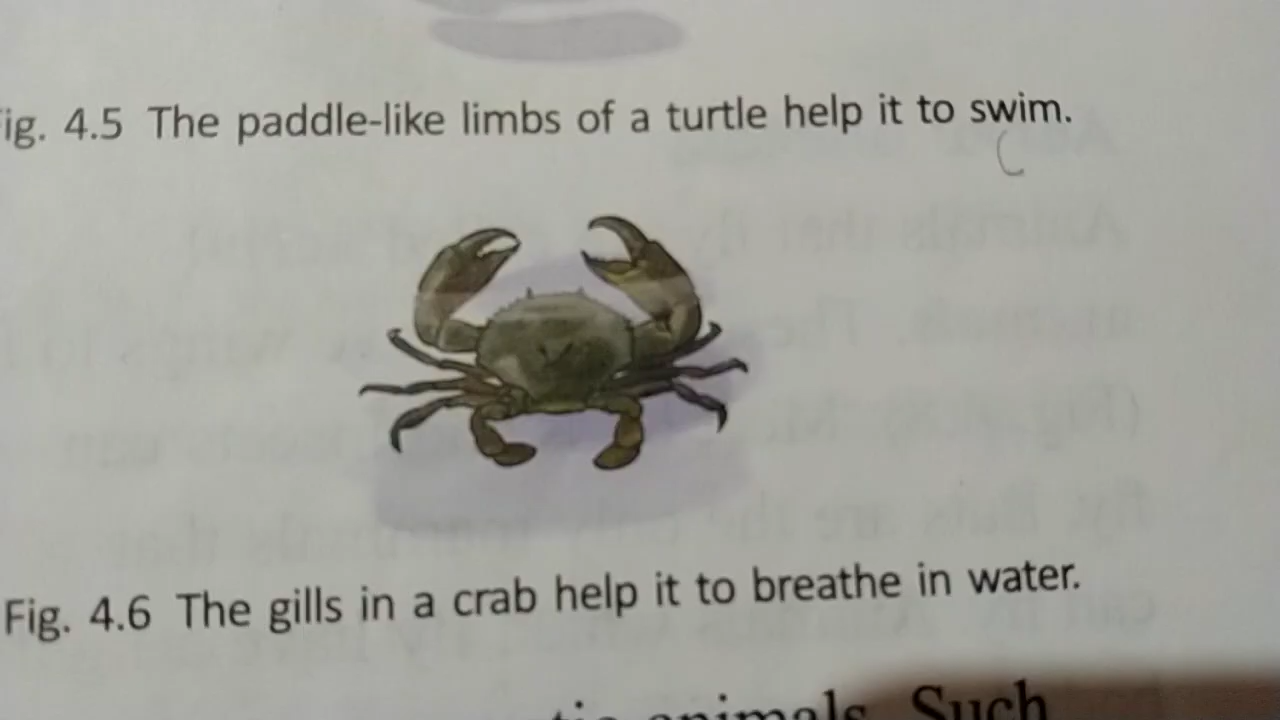 ig. 4.5 The paddle-like limbs of a turtle help it to swim.
Fig. 4.6 The gills in a crab help it to breathe in water.
animals. Such